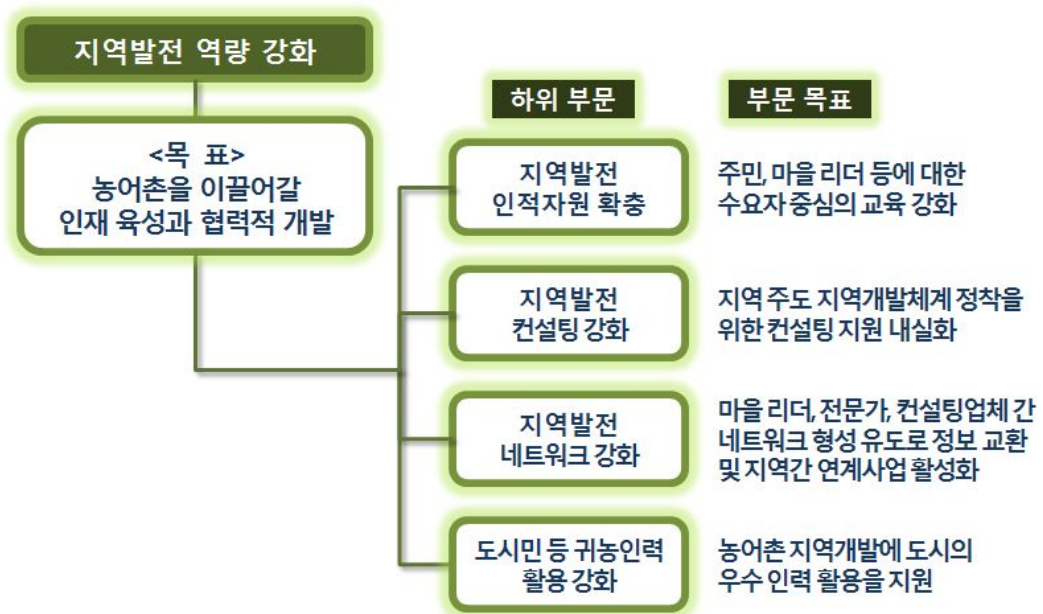 지역발전 역량 강화
<목 표>
농어촌을 이끌어갈
인재 육성과 협력적 개발
하위 부문
부문 목표
지역발전
인적자원 확충
주민, 마을 리더 등에 대한
수요자 중심의 교육 강화
지역발전
컨설팅 강화
지역 주도 지역개발체계 정착을
위한 컨설팅 지원 내실화
지역발전
네트워크 강화
마을 리더, 전문가, 컨설팅업체 간
네트워크 형성 유도로 정보 교환
및 지역간 연계사업 활성화
도시민 등 귀농인력
활용 강화
농어촌 지역개발에 도시의
우수 인력 활용을 지원